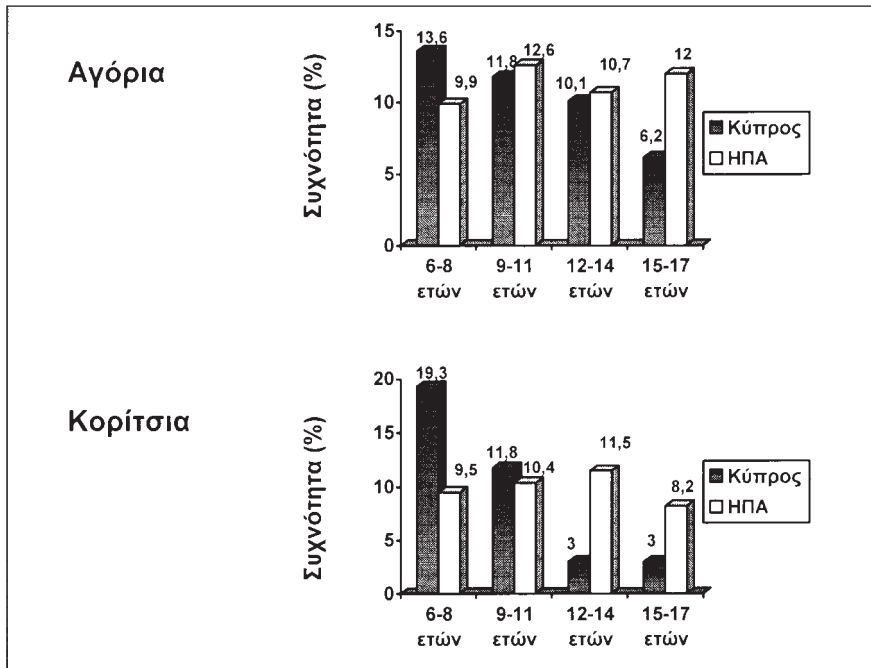 Αγόρια
Συχνότητα (%)
15
10
5
0
13,6
9,9
11,8
12,6
10,1
10,7
6,2
12
6-8
ετών
9-11
ετών
12-14
ετών
15-17
ετών
Κύπρος
ΗΠΑ
Κορίτσια
Συχνότητα (%)
20
15
10
5
0
19,3
9,5
11,8
10,4
3
11,5
3
8,2
6-8
ετών
9-11
ετών
12-14
ετών
15-17
ετών
Κύπρος
ΗΠΑ